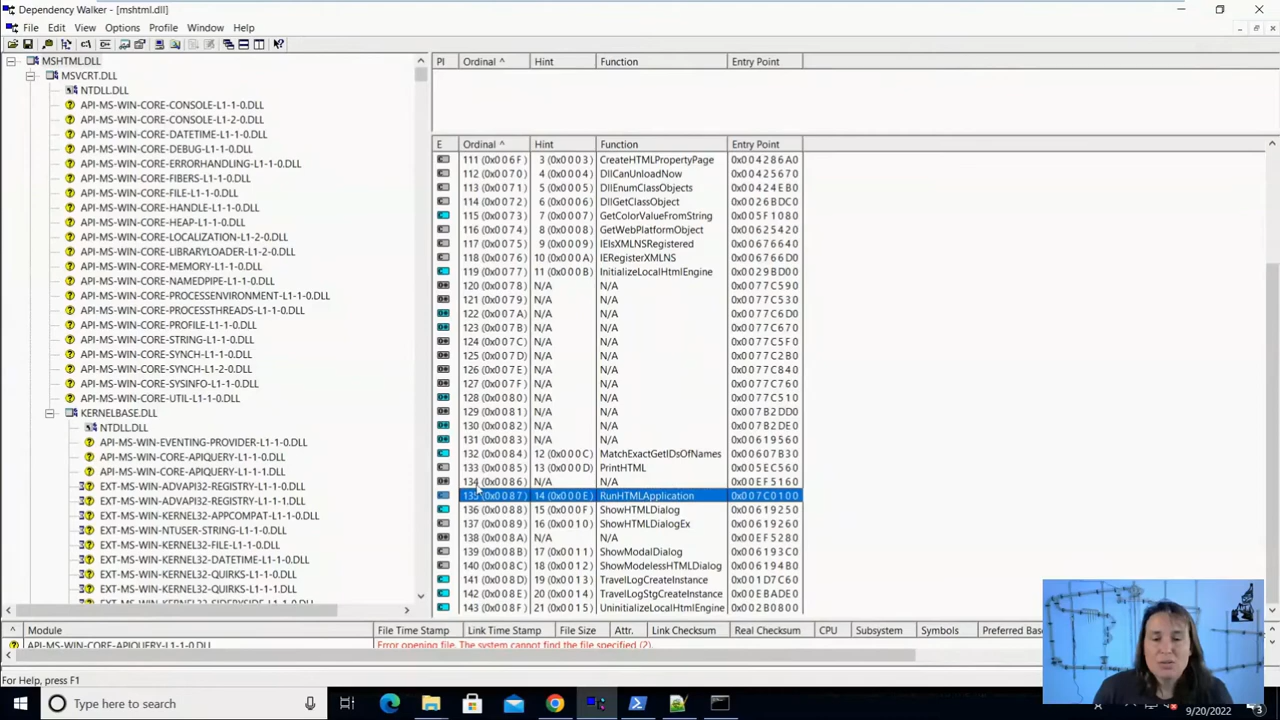 Dependency Walker - [mshtml.dll]
File Edit View Options Profile Window Help
MSHTML.DLL
MSVCRT.DLL
NTDLL.DLL
API-MS-WIN-CORE-CONSOLE-L1-1-0.DLL
API-MS-WIN-CORE-CONSOLE-L1-2-0.DLL
API-MS-WIN-CORE-DATETIME-L1-1-0.DLL
API-MS-WIN-CORE-DEBUG-L1-1-0.DLL
API-MS-WIN-CORE-ERRORHANDLING-L1-1-0.DLL
API-MS-WIN-CORE-FIBERS-L1-1-0.DLL
API-MS-WIN-CORE-FILE-L1-1-0.DLL
API-MS-WIN-CORE-HANDLE-L1-1-0.DLL
API-MS-WIN-CORE-HEAP-L1-1-0.DLL
API-MS-WIN-CORE-LOCALIZATION-L1-2-0.DLL
API-MS-WIN-CORE-LIBRARYLOADER-L1-2-0.DLL
API-MS-WIN-CORE-MEMORY-L1-1-0.DLL
API-MS-WIN-CORE-NAMEDPIPE-L1-1-0.DLL
API-MS-WIN-CORE-PROCESSENVIRONMENT-L1-1-0.DLL
API-MS-WIN-CORE-PROCESSTHREADS-L1-1-0.DLL
API-MS-WIN-CORE-PROFILE-L1-1-0.DLL
API-MS-WIN-CORE-STRING-L1-1-0.DLL
API-MS-WIN-CORE-SYNCH-L1-1-0.DLL
API-MS-WIN-CORE-SYNCH-L1-2-0.DLL
API-MS-WIN-CORE-SYSINFO-L1-1-0.DLL
API-MS-WIN-CORE-UTIL-L1-1-0.DLL
KERNELBASE.DLL
NTDLL.DLL
API-MS-WIN-EVENTING-PROVIDER-L1-1-0.DLL
API-MS-WIN-CORE-APIQUERY-L1-1-0.DLL
API-MS-WIN-CORE-APIQUERY-L1-1-1.DLL
EXT-MS-WIN-ADVAPI32-REGISTRY-L1-1-0.DLL
EXT-MS-WIN-ADVAPI32-REGISTRY-L1-1-1.DLL
EXT-MS-WIN-KERNEL32-APPCOMPAT-L1-1-0.DLL
EXT-MS-WIN-NTUSER-STRING-L1-1-0.DLL
EXT-MS-WIN-KERNEL32-FILE-L1-1-0.DLL
EXT-MS-WIN-KERNEL32-DATETIME-L1-1-0.DLL
EXT-MS-WIN-KERNEL32-QUIRKS-L1-1-0.DLL
EXT-MS-WIN-KERNEL32-QUIRKS-L1-1-1.DLL
EXT-MS-WIN-KERNEL32-SIDEBYSIDE-L1-1-0.DLL
PI Ordinal ^ Hint Function Entry Point
E Ordinal ^ Hint Function Entry Point
111 (0x006F) 3 (0x0003) CreateHTMLPropertyPage 0x004286A0
112 (0x0070) 4 (0x0004) DllCanUnloadNow 0x00425670
113 (0x0071) 5 (0x0005) DllEnumClassObjects 0x00424EB0
114 (0x0072) 6 (0x0006) DllGetClassObject 0x0026BDC0
115 (0x0073) 7 (0x0007) GetColorValueFromString 0x005F1080
116 (0x0074) 8 (0x0008) GetWebPlatformObject 0x00625420
117 (0x0075) 9 (0x0009) IEIsXMLNSRegistered 0x00676640
118 (0x0076) 10 (0x000A) IERegisterXMLNS 0x006766D0
119 (0x0077) 11 (0x000B) InitializeLocalHtmlEngine 0x0029BD00
120 (0x0078) N/A N/A 0x0077C590
121 (0x0079) N/A N/A 0x0077C530
122 (0x007A) N/A N/A 0x0077C6D0
123 (0x007B) N/A N/A 0x0077C670
124 (0x007C) N/A N/A 0x0077C5F0
125 (0x007D) N/A N/A 0x0077C2B0
126 (0x007E) N/A N/A 0x0077C840
127 (0x007F) N/A N/A 0x0077C760
128 (0x0080) N/A N/A 0x0077C510
129 (0x0081) N/A N/A 0x007B2DD0
130 (0x0082) N/A N/A 0x007B2DE0
131 (0x0083) N/A N/A 0x00619560
132 (0x0084) 12 (0x000C) MatchExactGetIDsOfNames 0x00607B30
133 (0x0085) 13 (0x000D) PrintHTML 0x005EC560
134 (0x0086) N/A N/A 0x00EF5160
135 (0x0087) 14 (0x000E) RunHTMLApplication 0x007C0100
136 (0x0088) 15 (0x000F) ShowHTMLDialog 0x00619250
137 (0x0089) 16 (0x0010) ShowHTMLDialogEx 0x00619260
138 (0x008A) N/A N/A 0x00EF5280
139 (0x008B) 17 (0x0011) ShowModalDialog 0x006193C0
140 (0x008C) 18 (0x0012) ShowModelessHTMLDialog 0x006194B0
141 (0x008D) 19 (0x0013) TravelLogCreateInstance 0x001D7C60
142 (0x008E) 20 (0x0014) TravelLogStgCreateInstance 0x00EBADE0
143 (0x008F) 21 (0x0015) UninitializeLocalHtmlEngine 0x002B0800
^ Module File Time Stamp Link Time Stamp File Size Attr. Link Checksum Real Checksum CPU Subsystem Symbols Preferred Base
API-MS-WIN-CORE-APIQUERY-L1-1-0.DLL Error opening file. The system cannot find the file specified (2).
For Help, press F1
Type here to search
9/20/2022
3